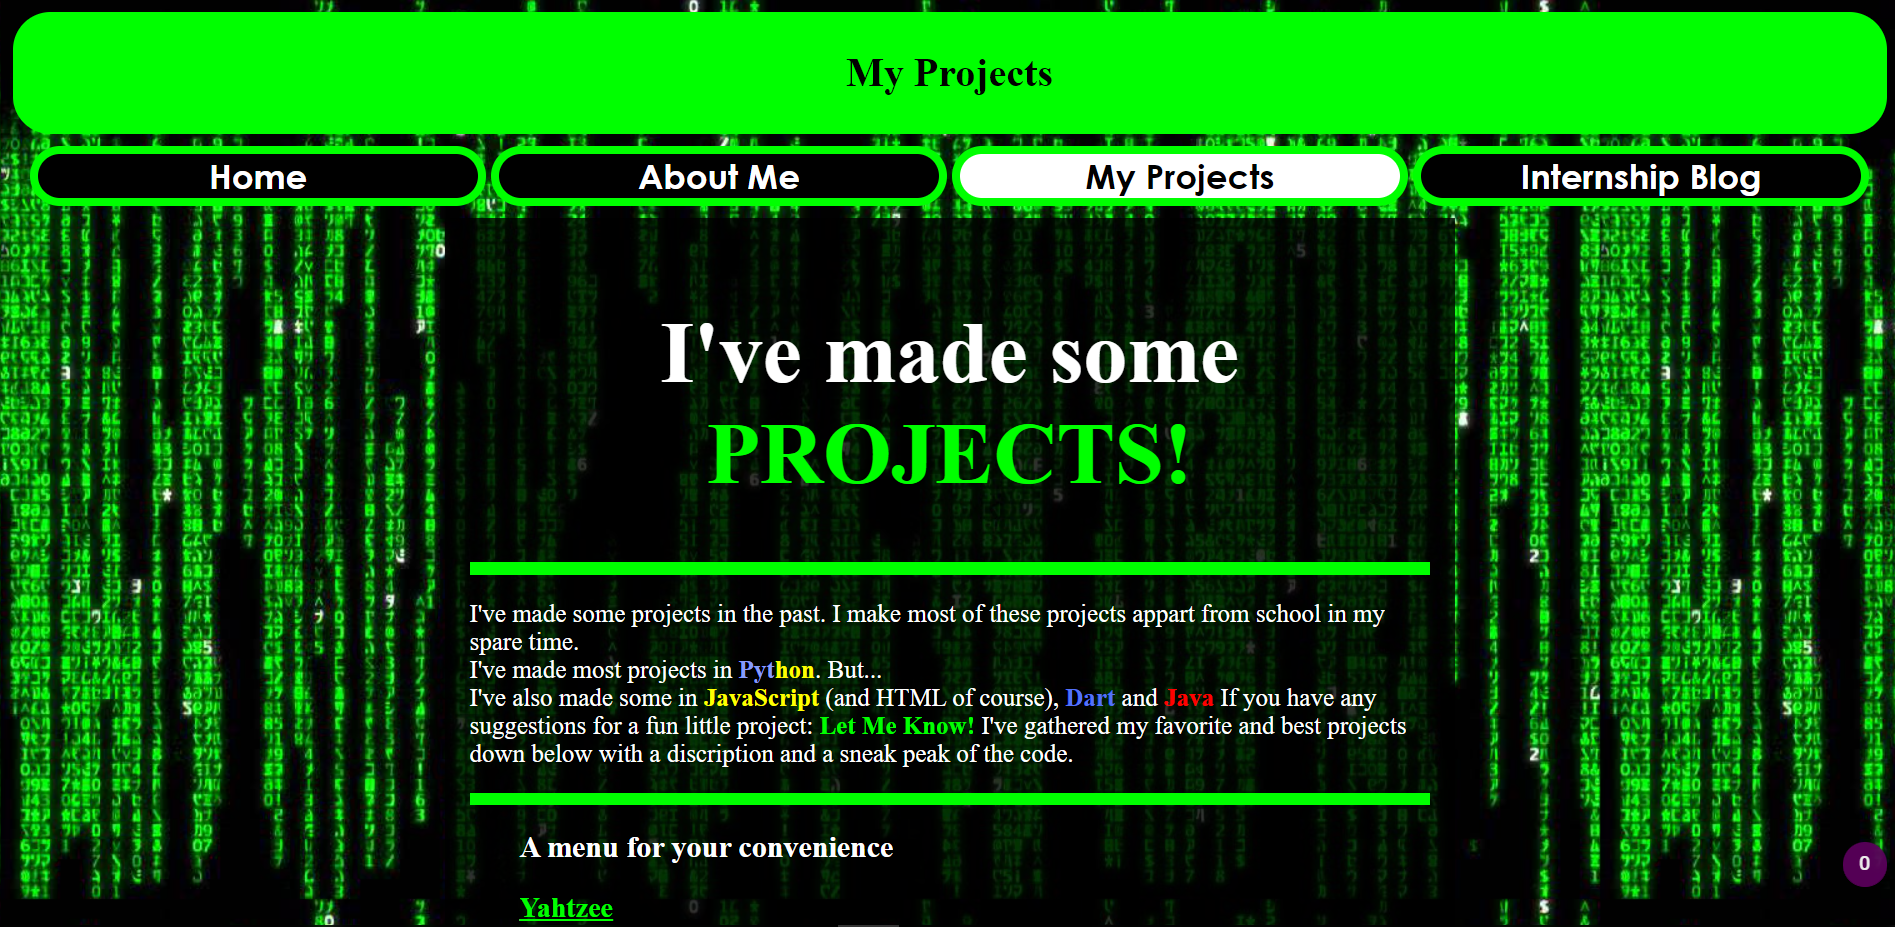 My Projects
Home
About Me
My Projects
Internship Blog
I've made some
PROJECTS!
I've made some projects in the past. I make most of these projects appart from school in my
spare time.
I've made most projects in Python. But...
I've also made some in JavaScript (and HTML of course), Dart and Java If you have any
suggestions for a fun little project: Let Me Know! I've gathered my favorite and best projects
down below with a discription and a sneak peak of the code.
A menu for your convenience
0
Yahtzee